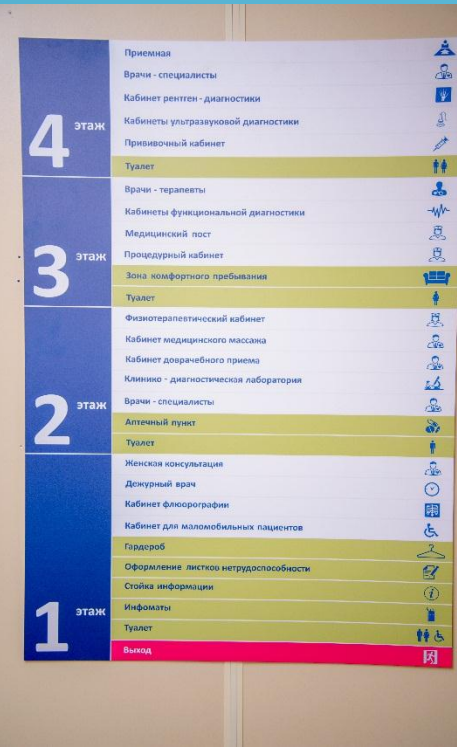 4 этаж
Приемная
Врачи - специалисты
Кабинет рентген - диагностики
Кабинеты ультразвуковой диагностики
Прививочный кабинет
Туалет
3 этаж
Врачи - терапевты
Кабинеты функциональной диагностики
Медицинский пост
Процедурный кабинет
Зона комфортного пребывания
Туалет
2 этаж
Физиотерапевтический кабинет
Кабинет медицинского массажа
Кабинет доврачебного приема
Клинико - диагностическая лаборатория
Врачи - специалисты
Аптечный пункт
Туалет
1 этаж
Женская консультация
Дежурный врач
Кабинет флюорографии
Кабинет для маломобильных пациентов
Гардероб
Оформление листков нетрудоспособности
Стойка информации
Инфоматы
Туалет
Выход